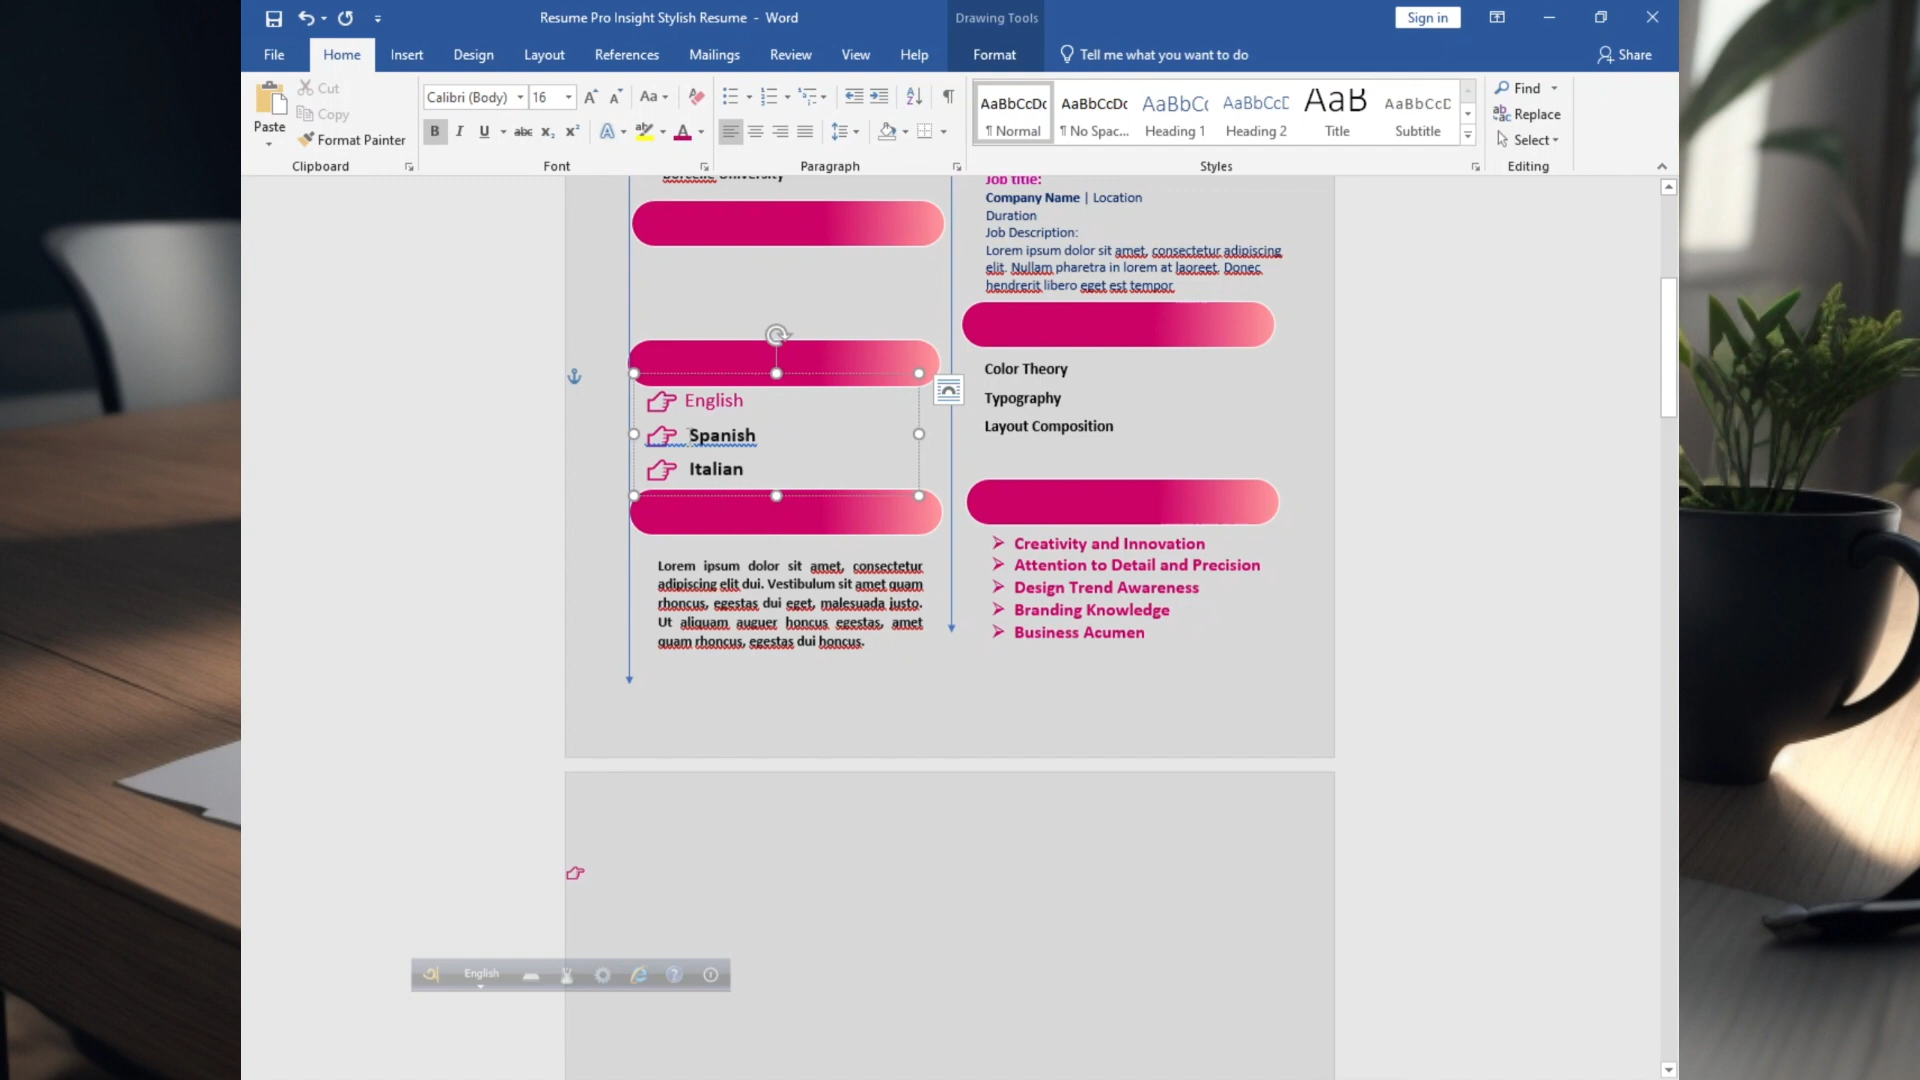 Resume Pro Insight Stylish Resume - Word
Drawing Tools
Sign in
File
Home
Insert
Design
Layout
References
Mailings
Review
View
Help
Format
Tell me what you want to do
Share
Paste
Cut
Copy
Format Painter
Clipboard
Calibri (Body)
16
Font
Paragraph
AaBbCcDc
¶ Normal
AaBbCcDc
¶ No Spac...
AaBbCc
Heading 1
AaBbCcD
Heading 2
AaB
Title
AaBbCcD
Subtitle
Styles
Find
Replace
Select
Editing
Borcelle University
English
Spanish
Italian
Lorem ipsum dolor sit amet, consectetur
adipiscing elit dui. Vestibulum sit amet quam
rhoncus, egestas dui eget, malesuada justo.
Ut aliquam auguer honcus egestas, amet
quam rhoncus, egestas dui honcus.
Job title:
Company Name | Location
Duration
Job Description:
Lorem ipsum dolor sit amet, consectetur adipiscing
elit. Nullam pharetra in lorem at laoreet. Donec
hendrerit libero eget est tempor
Color Theory
Typography
Layout Composition
Creativity and Innovation
Attention to Detail and Precision
Design Trend Awareness
Branding Knowledge
Business Acumen
English